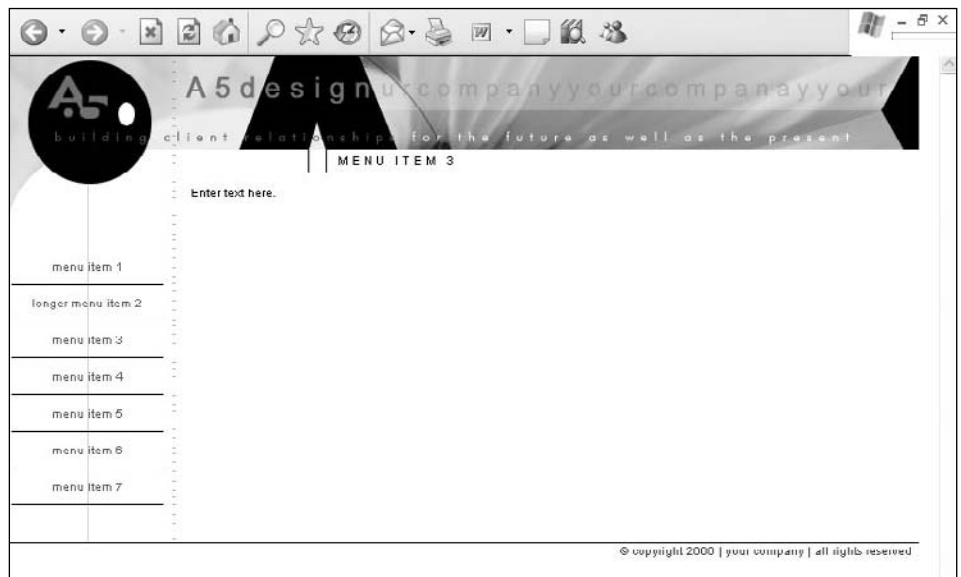 W
A5
A5designurcompanyyourcompanayyour
building client relationships for the future as well as the present
MENU ITEM 3
Enter text here.
menu item 1
longer menu item 2
menu item 3
menu item 4
menu item 5
menu item 6
menu item 7
© copyright 2000 | your company | all rights reserved